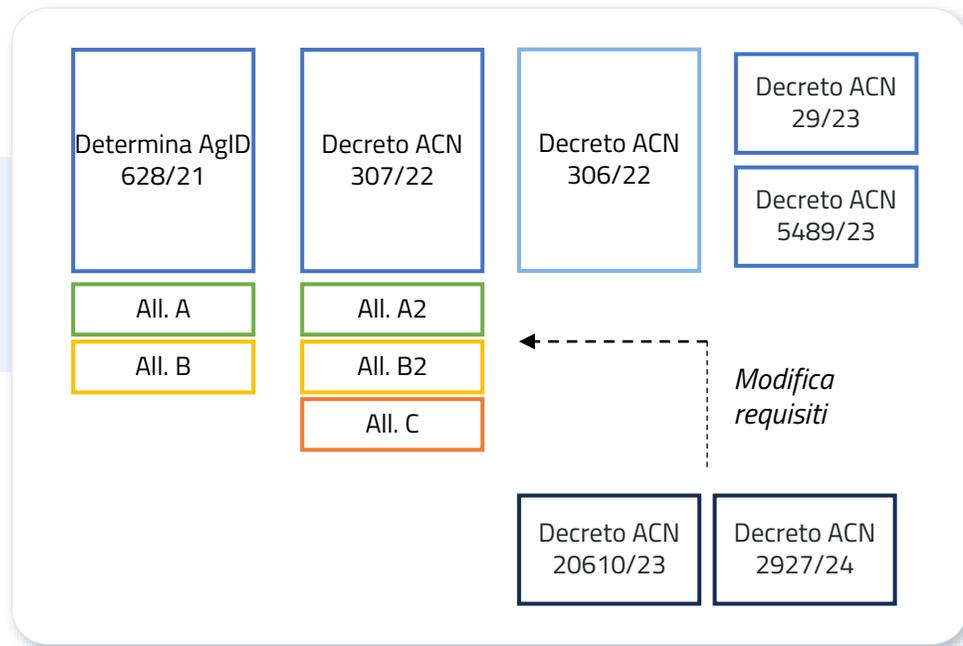 Determina AgID
628/21
Decreto ACN
307/22
Decreto ACN
306/22
Decreto ACN
29/23
Decreto ACN
5489/23
All. A
All. B
All. A2
All. B2
All. C
Modifica
requisiti
Decreto ACN
20610/23
Decreto ACN
2927/24